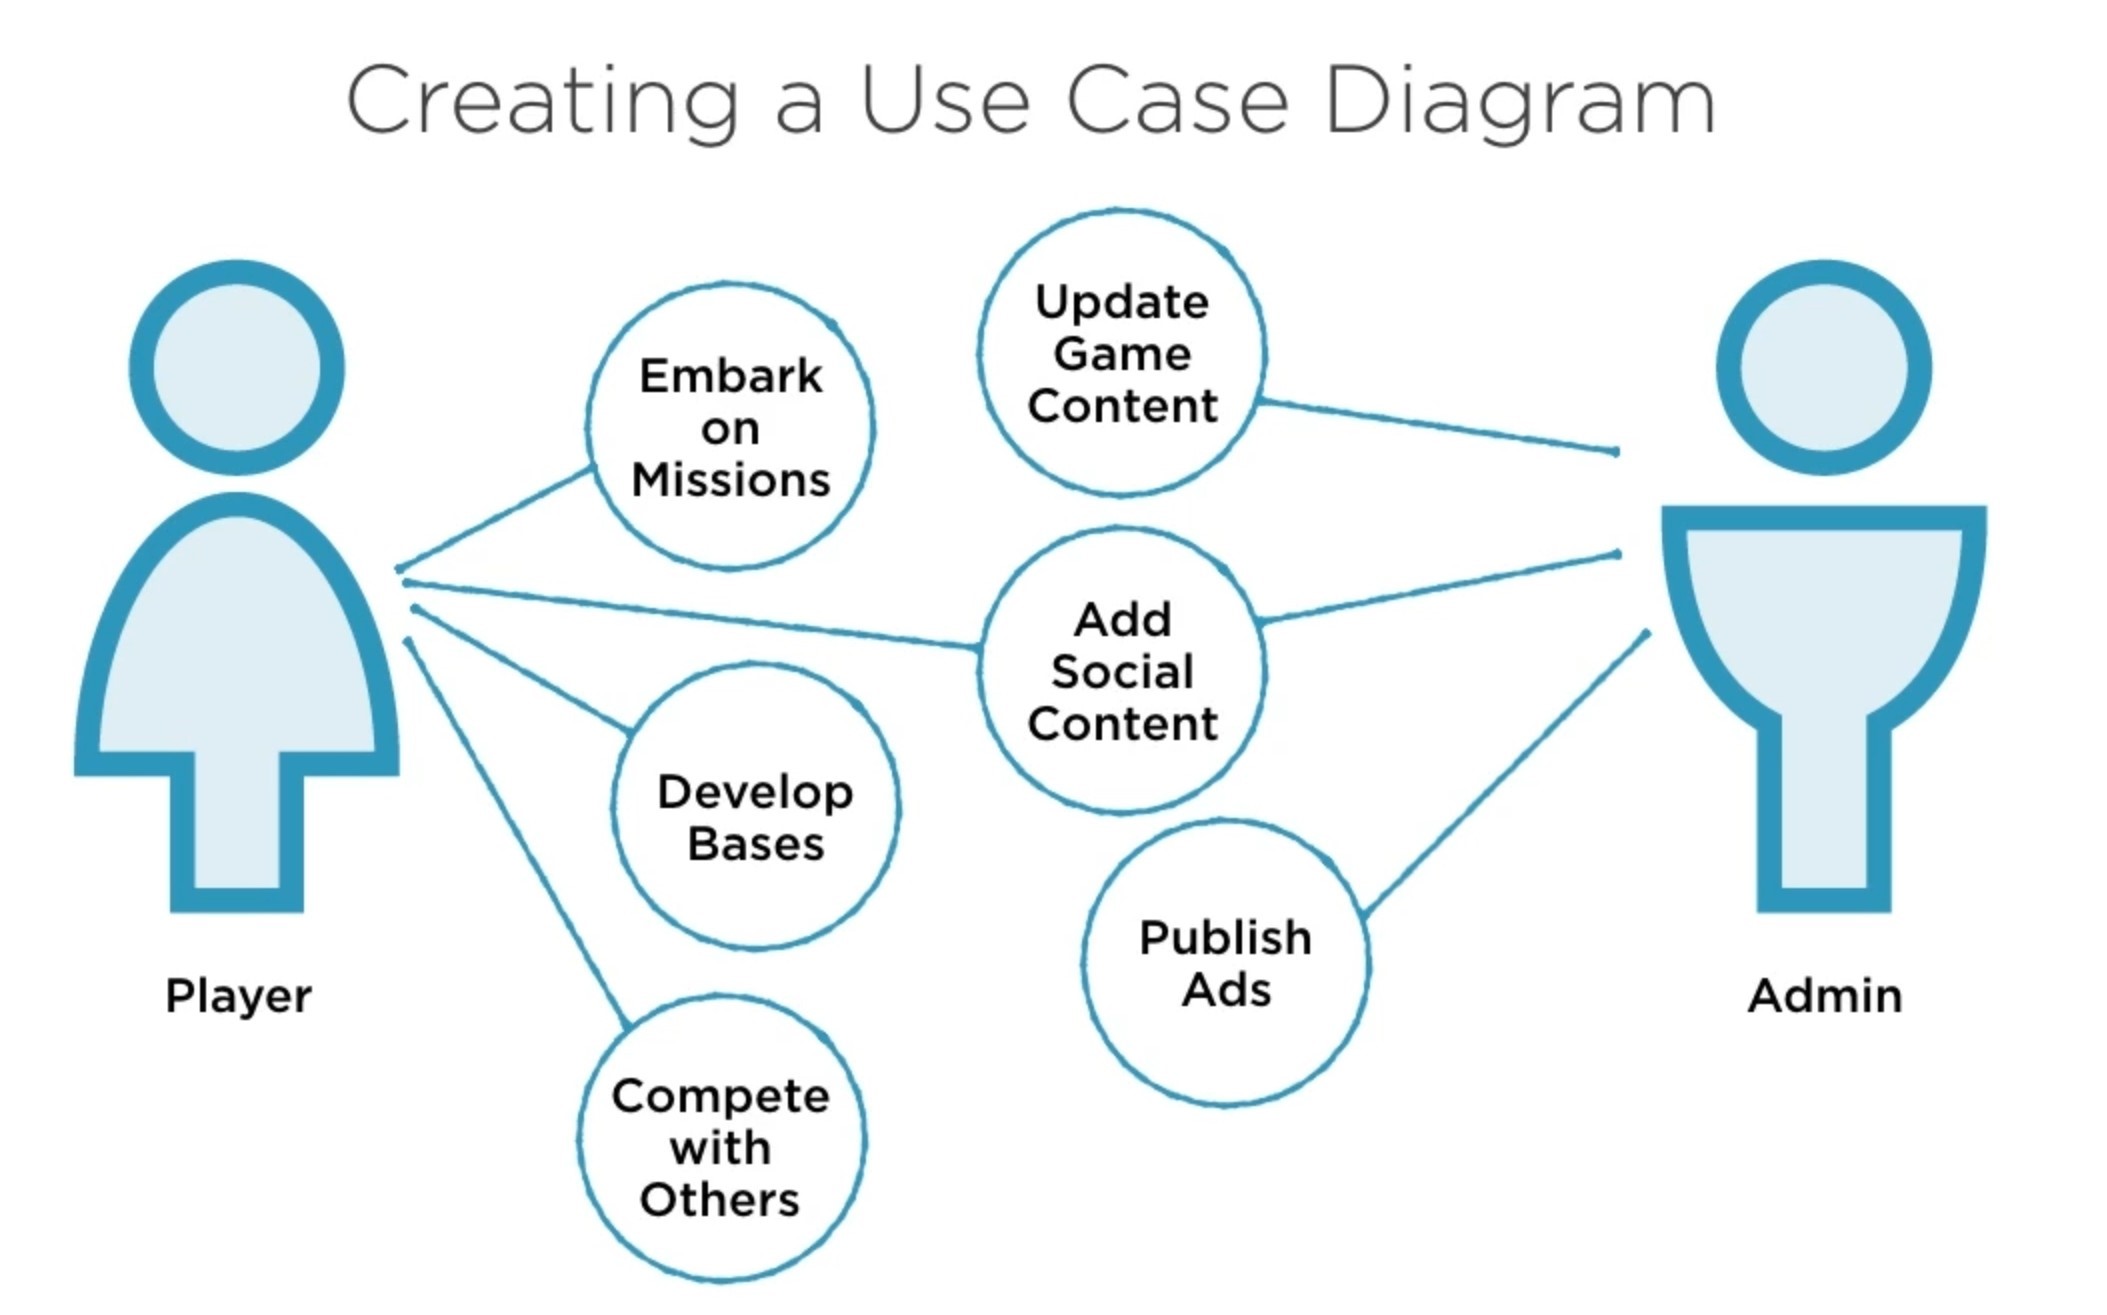 Creating a Use Case Diagram
Embark
on
Missions
Update
Game
Content
Add
Social
Content
Develop
Bases
Publish
Ads
Compete
with
Others
Player
Admin